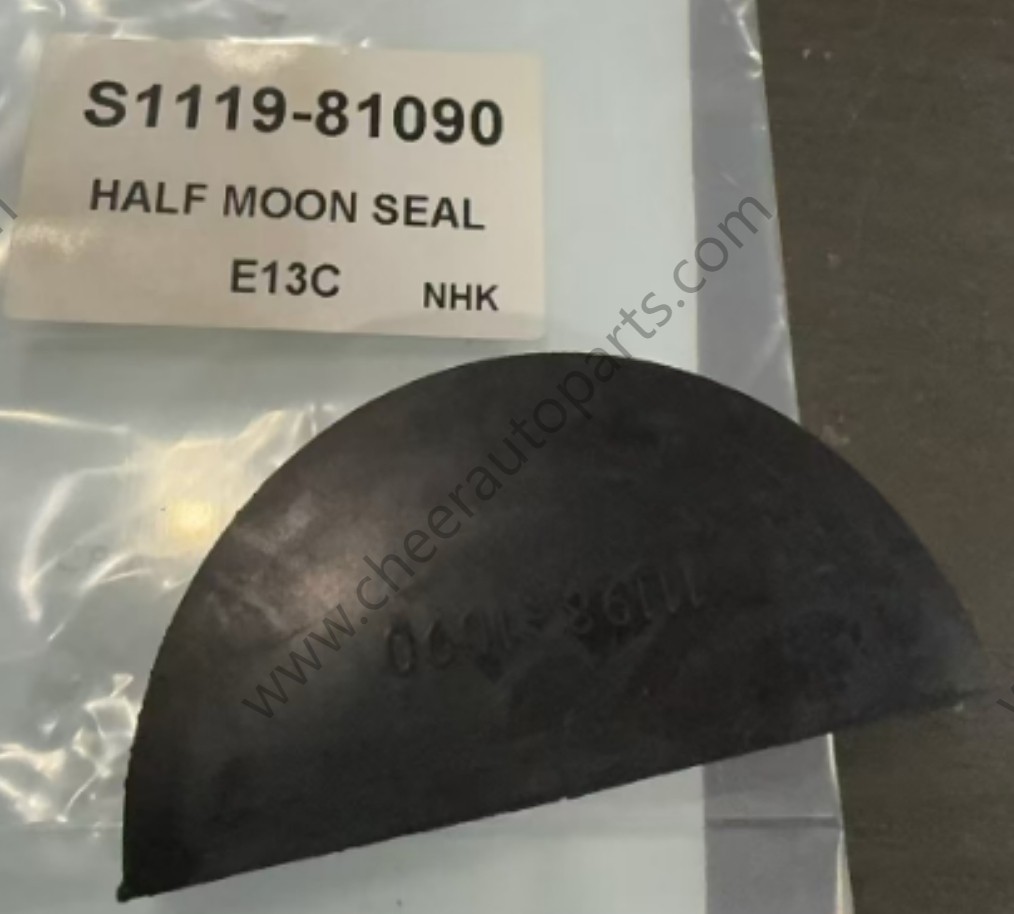 S1119-81090
HALF MOON SEAL
E13C NHK
www.cheerautoparts.com